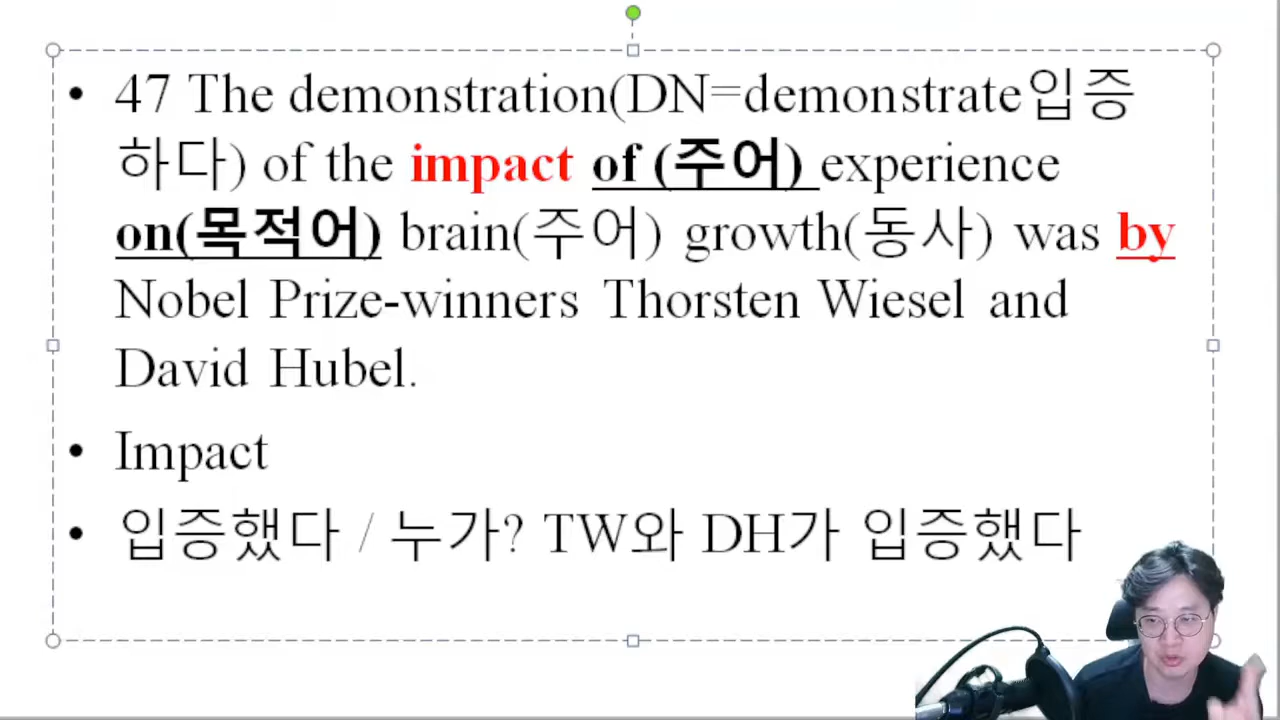 • 47 The demonstration(DN=demonstrate입증
하다) of the impact of (주어) experience
on(목적어) brain(주어) growth(동사) was by
Nobel Prize-winners Thorsten Wiesel and
David Hubel.
• Impact
• 입증했다 / 누가? TW와 DH가 입증했다